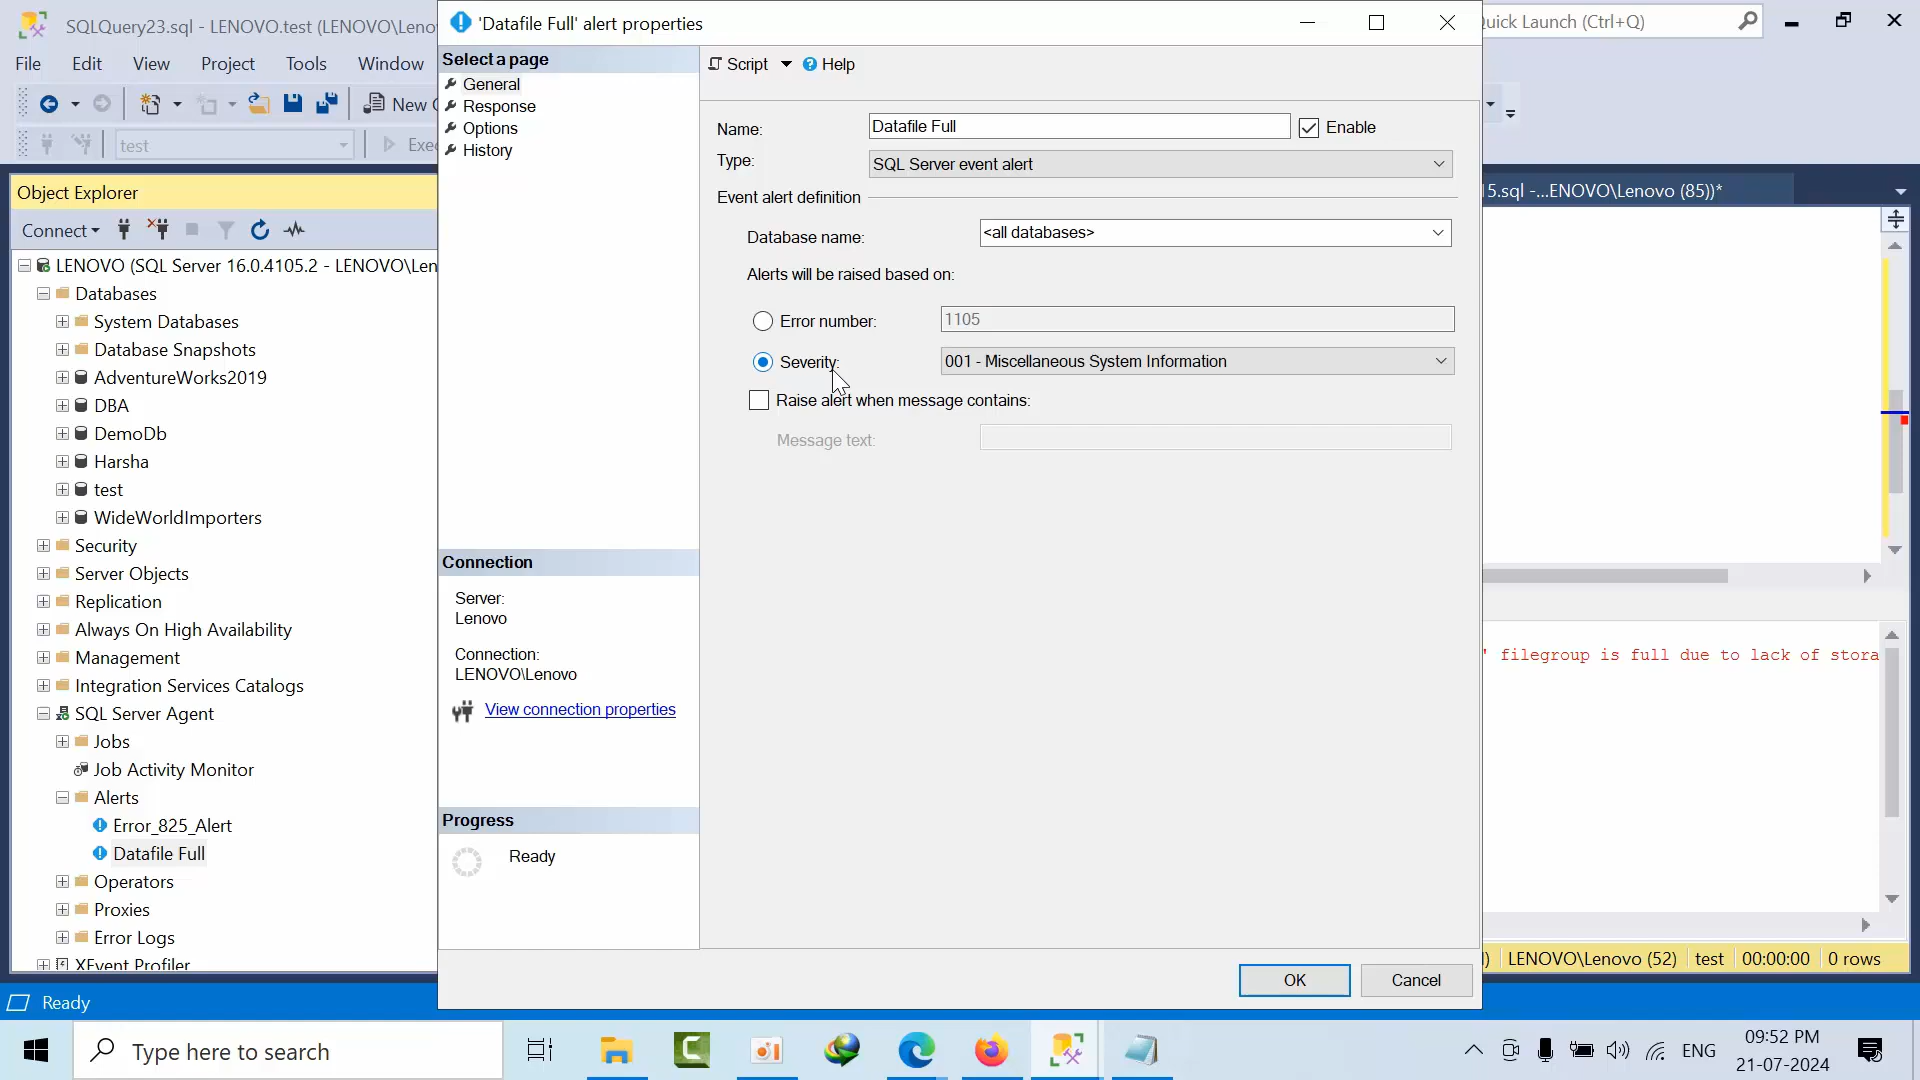 SQLQuery23.sql - LENOVO.test (LENOVO\Leno
'Datafile Full' alert properties
Quick Launch (Ctrl+Q)
File Edit View Project Tools Window
New
test
Exe
Object Explorer
Connect
LENOVO (SQL Server 16.0.4105.2 - LENOVO\Len
Databases
System Databases
Database Snapshots
AdventureWorks2019
DBA
DemoDb
Harsha
test
WideWorldImporters
Security
Server Objects
Replication
Always On High Availability
Management
Integration Services Catalogs
SQL Server Agent
Jobs
Job Activity Monitor
Alerts
Error_825_Alert
Datafile Full
Operators
Proxies
Error Logs
XEvent Profiler
Select a page
General
Response
Options
History
Connection
Server:
Lenovo
Connection:
LENOVO\Lenovo
View connection properties
Progress
Ready
Script Help
Name: Datafile Full Enable
Type: SQL Server event alert
Event alert definition
Database name: <all databases>
Alerts will be raised based on:
Error number: 1105
Severity: 001 - Miscellaneous System Information
Raise alert when message contains:
Message text:
OK Cancel
15.sql -...ENOVO\Lenovo (85))*
' filegroup is full due to lack of stora
) LENOVO\Lenovo (52) test 00:00:00 0 rows
Ready
Type here to search
ENG
09:52 PM
21-07-2024